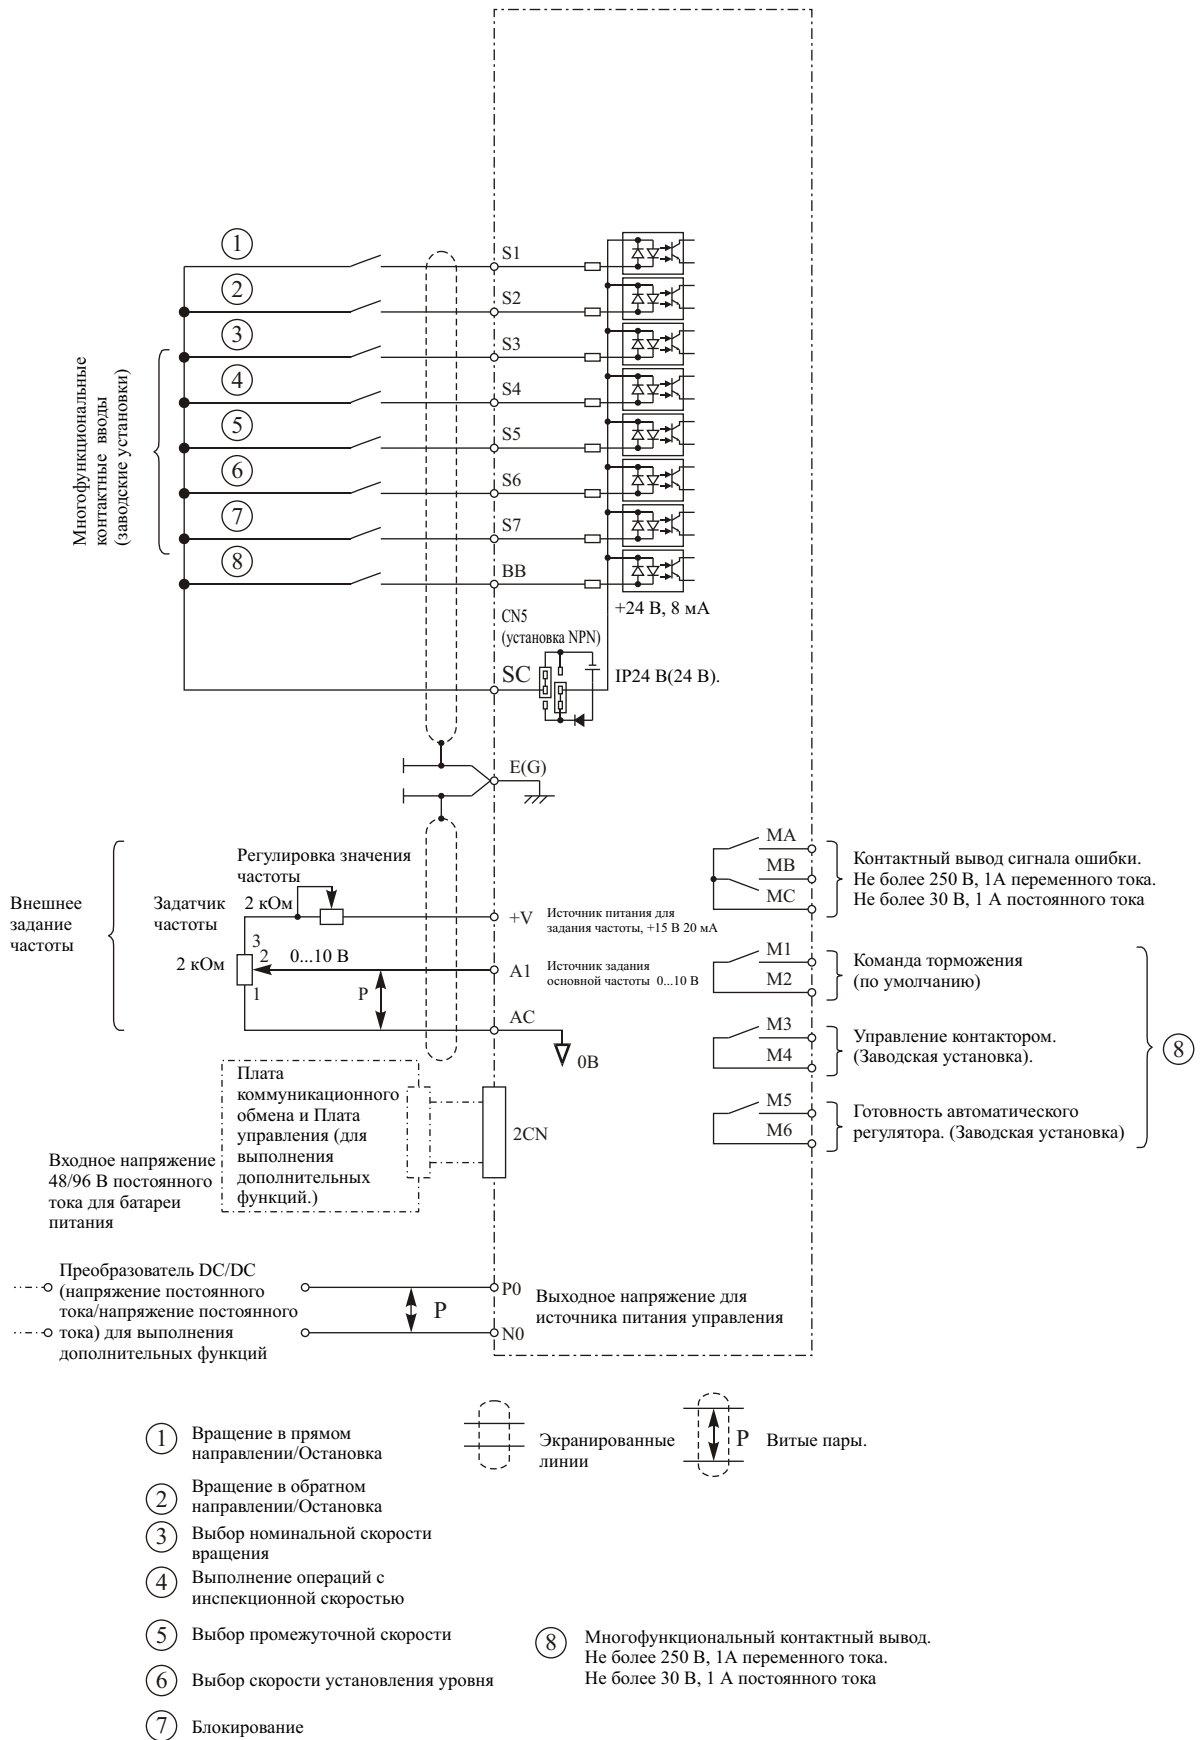 1
S1
2
S2
3
S3
4
S4
5
S5
6
S6
7
S7
8
BB
Многофункциональные
контактные вводы
(заводские установки)
+24 В, 8 мА
CN5
(установка NPN)
SC
IP24 В(24 В).
E(G)
Внешнее
задание
частоты
Задатчик
частоты
Регулировка значения
частоты
2 кОм
2 кОм
3
2
1
0...10 В
P
+V
Источник питания для
задания частоты, +15 В 20 мА
A1
Источник задания
основной частоты 0...10 В
AC
0В
MA
MB
MC
Контактный вывод сигнала ошибки.
Не более 250 В, 1А переменного тока.
Не более 30 В, 1 А постоянного тока
M1
M2
Команда торможения
(по умолчанию)
M3
M4
Управление контактором.
(Заводская установка).
M5
M6
Готовность автоматического
регулятора. (Заводская установка)
8
Плата
коммуникационного
обмена и Плата
управления (для
выполнения
дополнительных
функций.)
2CN
Входное напряжение
48/96 В постоянного
тока для батареи
питания
Преобразователь DC/DC
(напряжение постоянного
тока/напряжение постоянного
тока) для выполнения
дополнительных функций
P
P0
N0
Выходное напряжение для
источника питания управления
1
Вращение в прямом
направлении/Остановка
Экранированные
линии
P
Витые пары.
2
Вращение в обратном
направлении/Остановка
3
Выбор номинальной скорости
вращения
4
Выполнение операций с
инспекционной скоростью
5
Выбор промежуточной скорости
6
Выбор скорости установления уровня
7
Блокирование
8
Многофункциональный контактный вывод.
Не более 250 В, 1А переменного тока.
Не более 30 В, 1 А постоянного тока